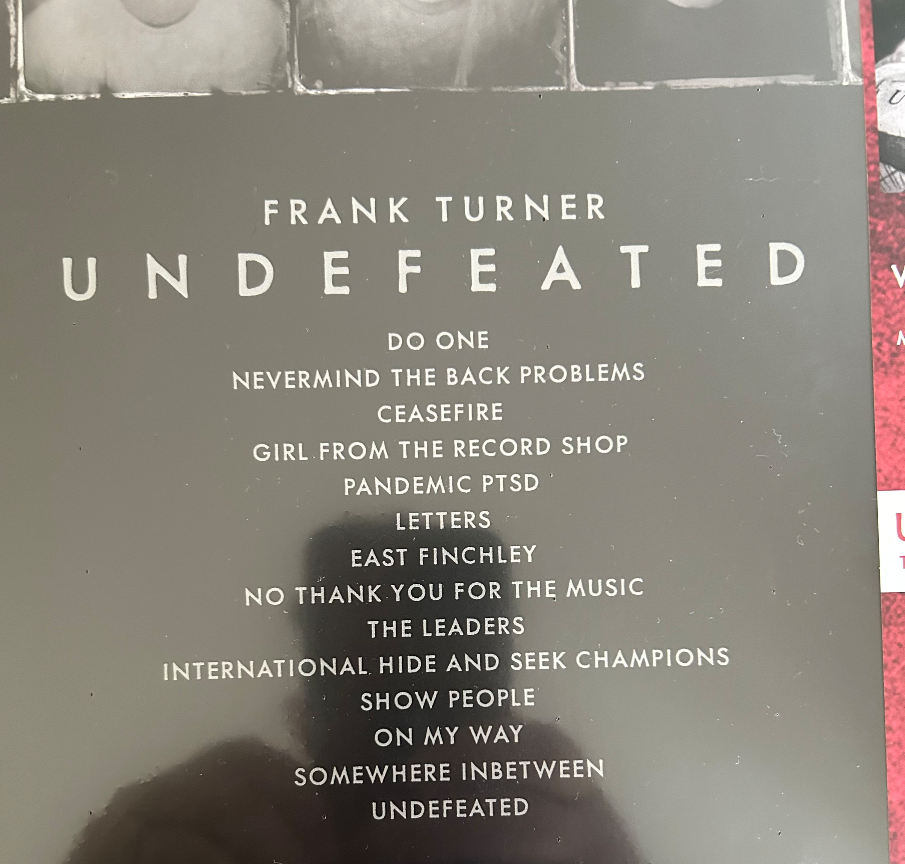 FRANK TURNER
UNDEFEATED
DO ONE
NEVERMIND THE BACK PROBLEMS
CEASEFIRE
GIRL FROM THE RECORD SHOP
PANDEMIC PTSD
LETTERS
EAST FINCHLEY
NO THANK YOU FOR THE MUSIC
THE LEADERS
INTERNATIONAL HIDE AND SEEK CHAMPIONS
SHOW PEOPLE
ON MY WAY
SOMEWHERE INBETWEEN
UNDEFEATED